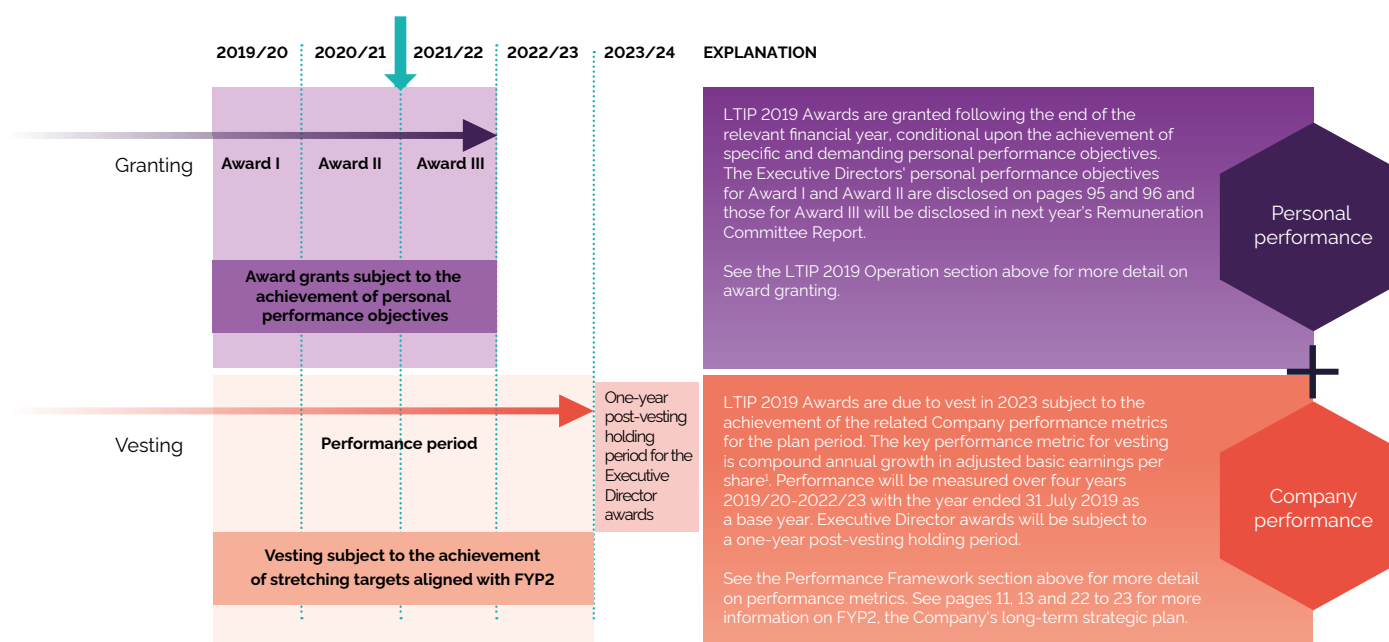 2019/20 2020/21 2021/22 2022/23 2023/24 EXPLANATION
Granting
Award I Award II Award III
Award grants subject to the
achievement of personal
performance objectives
LTIP 2019 Awards are granted following the end of the
relevant financial year, conditional upon the achievement of
specific and demanding personal performance objectives.
The Executive Directors' personal performance objectives
for Award I and Award II are disclosed on pages 95 and 96 and
those for Award III will be disclosed in next year's Remuneration
Committee Report.
See the LTIP 2019 Operation section above for more detail on
award granting.
Personal
performance
Vesting
Performance period
One-year
post-vesting
holding
period for the
Executive
Director
awards
Vesting subject to the achievement
of stretching targets aligned with FYP2
LTIP 2019 Awards are due to vest in 2023 subject to the
achievement of the related Company performance metrics
for the plan period. The key performance metric for vesting
is compound annual growth in adjusted basic earnings per
share¹. Performance will be measured over four years
2019/20-2022/23 with the year ended 31 July 2019 as
a base year. Executive Director awards will be subject to
a one-year post-vesting holding period.
See the Performance Framework section above for more detail
on performance metrics. See pages 11, 13 and 22 to 23 for more
information on FYP2, the Company's long-term strategic plan.
Company
performance